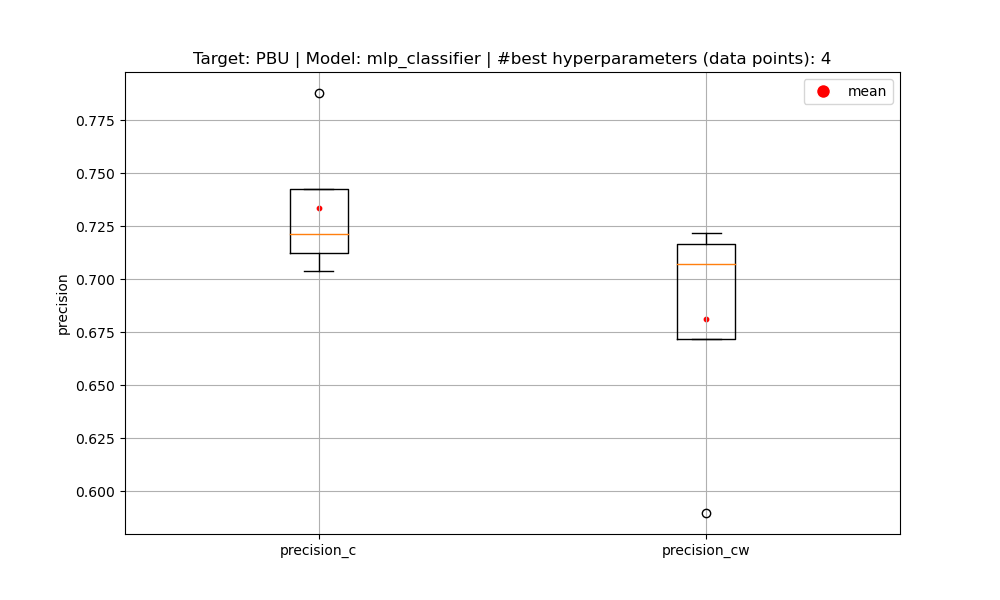 Target: PBU | Model: mlp_classifier | #best hyperparameters (data points): 4
mean
0.775
0.750
0.725
0.700
0.675
0.650
0.625
0.600
precision
precision_c
precision_cw